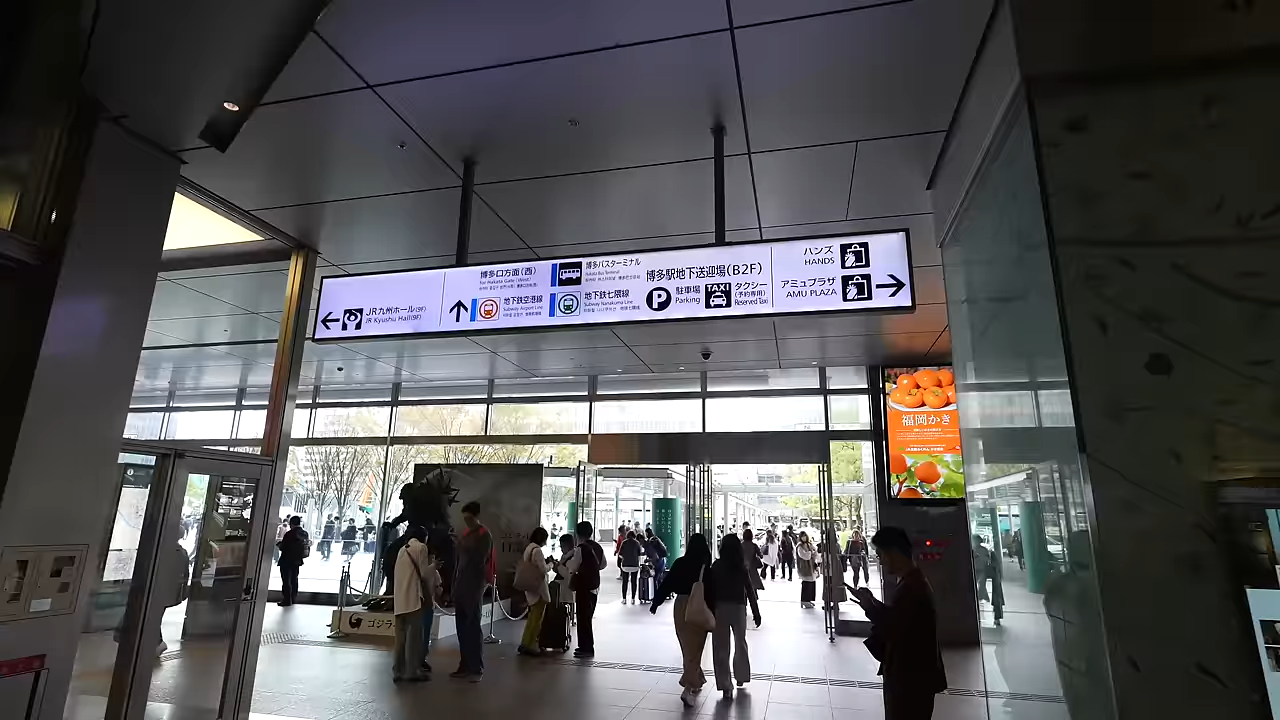 JR九州ホール(9F)
JR Kyushu Hall(9F)
博多口方面(西)
for Hakata Gate (West)
地下鉄空港線
Subway Airport Line
博多バスターミナル
Hakata Bus Terminal
地下鉄七隈線
Subway Nanakuma Line
博多駅地下送迎場(B2F)
P
駐車場
Parking
TAXI
タクシー
(予約専用)
Reserved Taxi
ハンズ
HANDS
アミュプラザ
AMU PLAZA
福岡かき
ゴジラ